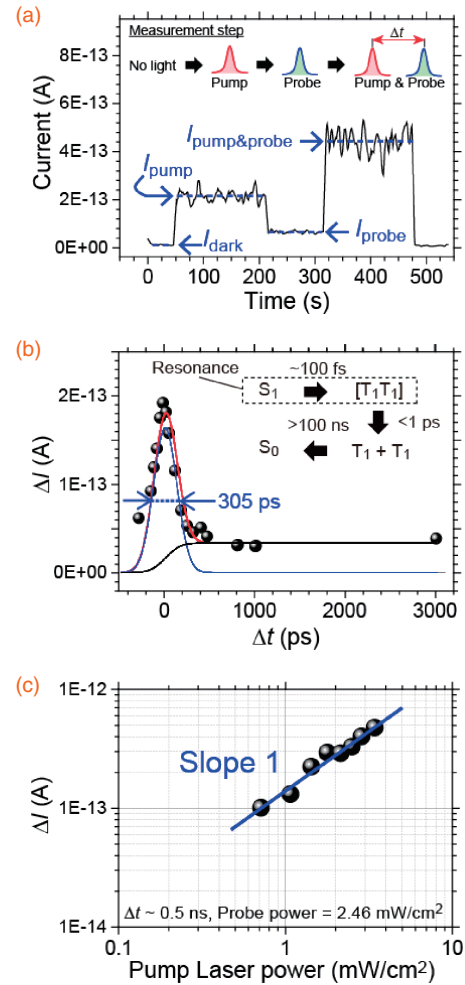 (a)
Measurement step
Δt
No light
Pump
Probe
Pump & Probe
8E-13
6E-13
4E-13
2E-13
0E+00
Current (A)
Ipump&probe
Ipump
Idark
Iprobe
0 100 200 300 400 500
Time (s)
(b)
Resonance
~100 fs
S1
[T1T1]
>100 ns
<1 ps
S0
T1 + T1
2E-13
1E-13
0E+00
ΔI (A)
305 ps
0 1000 2000 3000
Δt (ps)
(c)
1E-12
1E-13
1E-14
ΔI (A)
Slope 1
Δt ~ 0.5 ns, Probe power = 2.46 mW/cm²
0.1 1 10
Pump Laser power (mW/cm²)